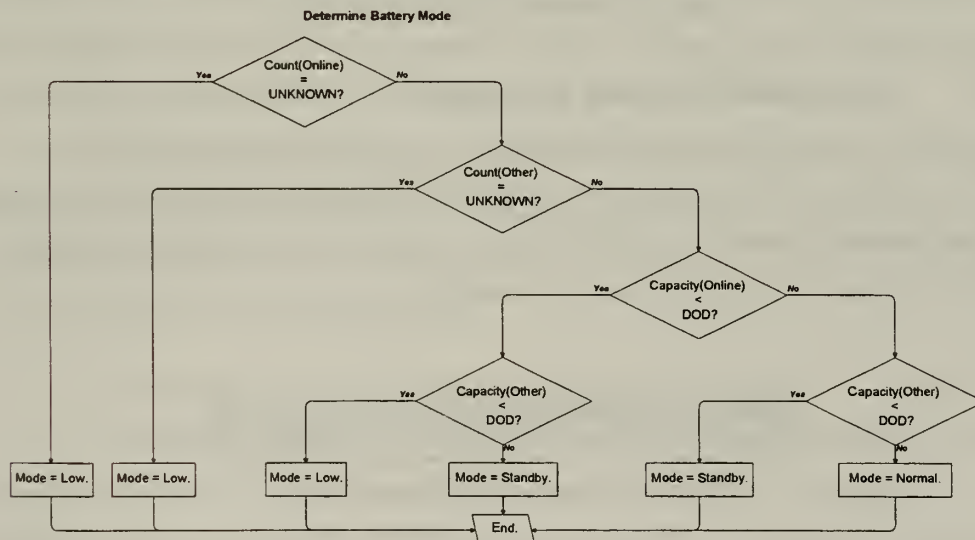 Determine Battery Mode
Count(Online)
=
UNKNOWN?
Yes
No
Count(Other)
=
UNKNOWN?
Yes
No
Capacity(Online)
<
DOD?
Yes
No
Capacity(Other)
<
DOD?
Yes
No
Capacity(Other)
<
DOD?
Yes
No
Mode = Low.
Mode = Low.
Mode = Low.
Mode = Standby.
Mode = Standby.
Mode = Normal.
End.